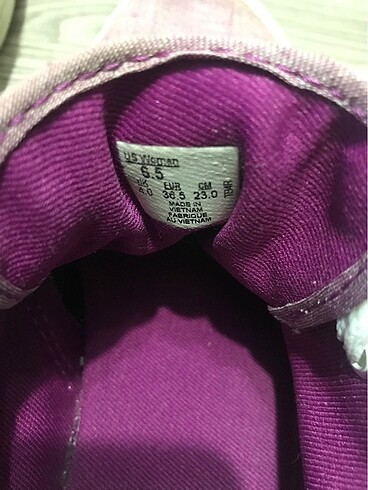 US Woman
6.5
UK EUR CM
4.0 36.5 23.0
MADE IN
VIETNAM
FABRIQUE
AU VIETNAM